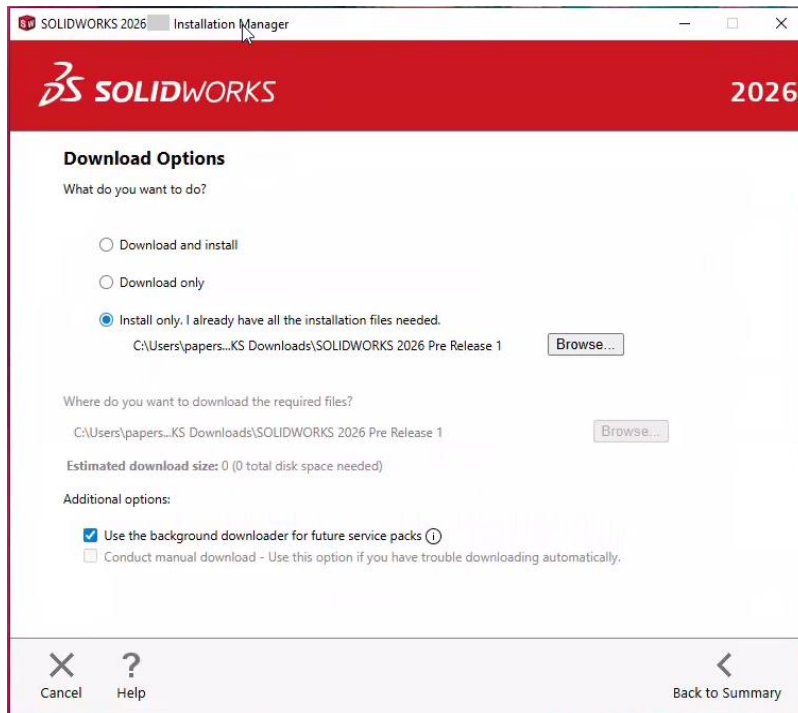 SOLIDWORKS 2026 Installation Manager
SOLIDWORKS 2026
Download Options
What do you want to do?
Download and install
Download only
Install only. I already have all the installation files needed.
C:\Users\papers...KS Downloads\SOLIDWORKS 2026 Pre Release 1 Browse...
Where do you want to download the required files?
C:\Users\papers...KS Downloads\SOLIDWORKS 2026 Pre Release 1 Browse...
Estimated download size: 0 (0 total disk space needed)
Additional options:
Use the background downloader for future service packs
Conduct manual download - Use this option if you have trouble downloading automatically.
Cancel Help Back to Summary